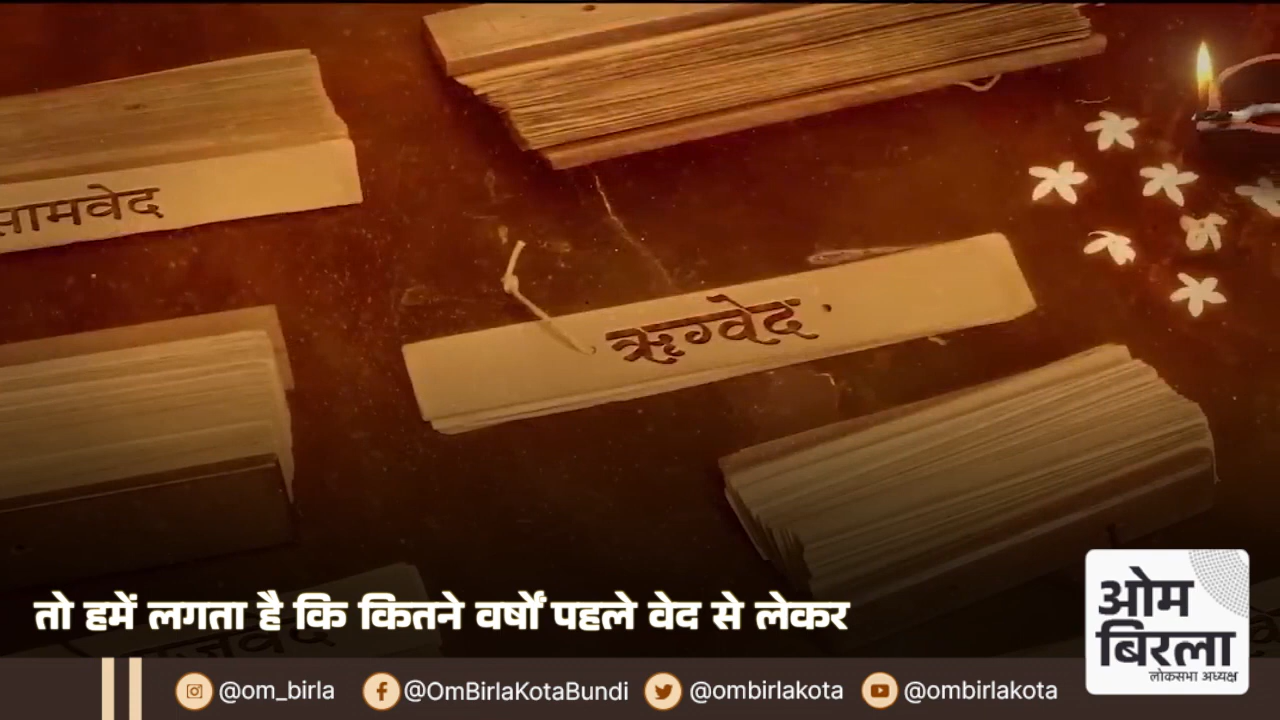 सामवेद
ऋग्वेद
तो हमें लगता है कि कितने वर्षों पहले वेद से लेकर
ओम
बिरला
लोकसभा अध्यक्ष
@om_birla @OmBirlaKotaBundi @ombirlakota @ombirlakota